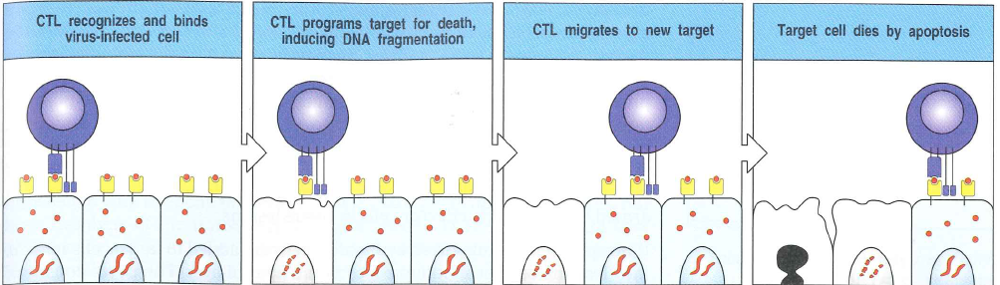 CTL recognizes and binds
virus-infected cell
CTL programs target for death,
inducing DNA fragmentation
CTL migrates to new target
Target cell dies by apoptosis